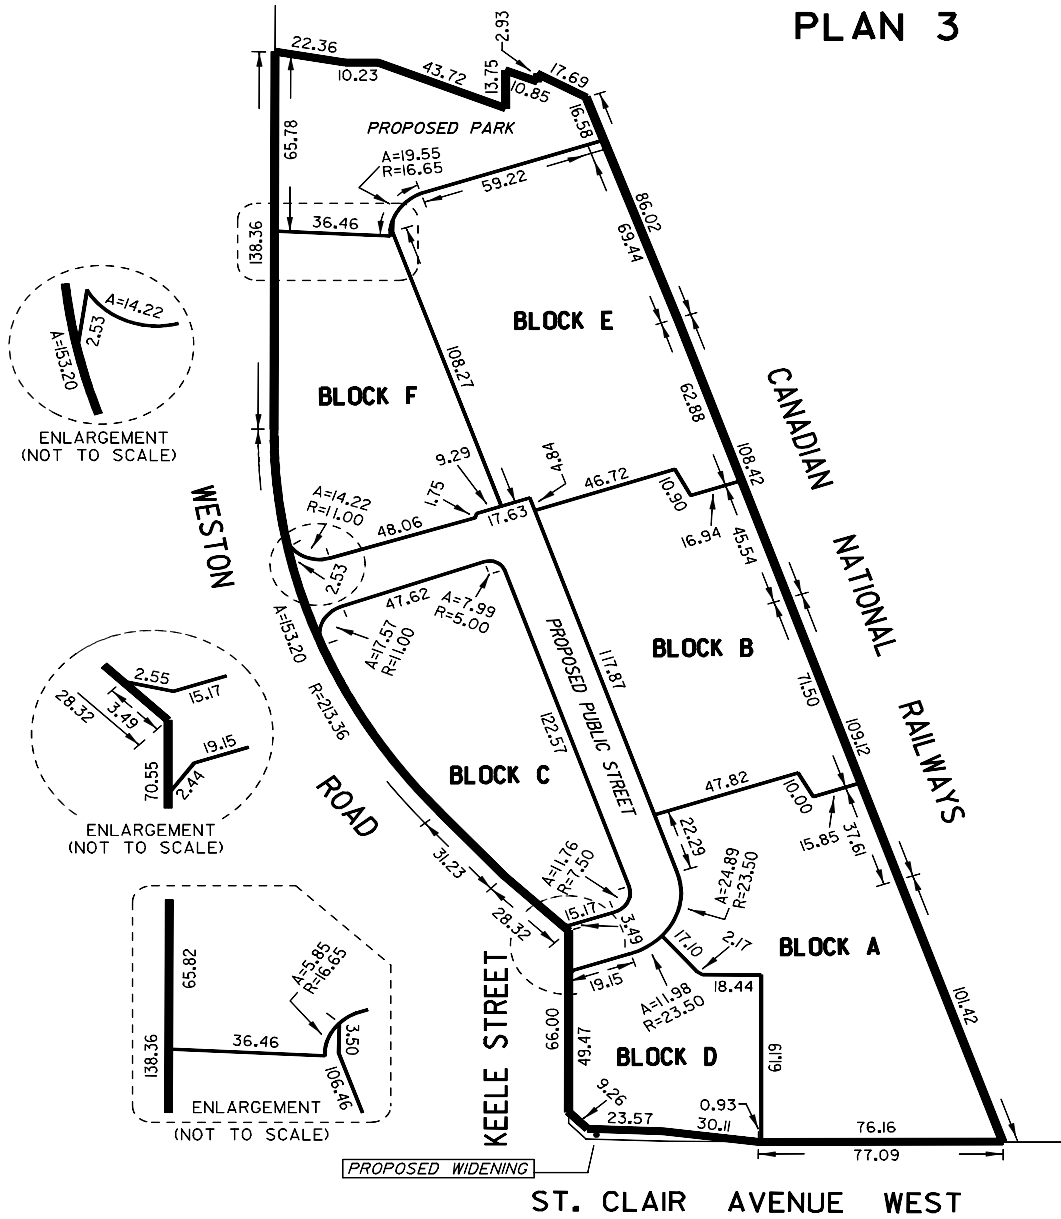 PLAN 3
22.36
10.23
43.72
13.75
2.93
10.85
17.69
16.58
PROPOSED PARK
65.78
A=19.55
R=16.65
59.22
36.46
138.36
86.02
69.44
BLOCK E
A=14.22
2.53
A=153.20
ENLARGEMENT
(NOT TO SCALE)
108.27
BLOCK F
62.88
CANADIAN NATIONAL RAILWAYS
108.42
9.29
1.75
4.84
46.72
10.90
16.94
45.54
WESTON
ROAD
A=14.22
R=11.00
48.06
17.63
2.53
47.62
A=7.99
R=5.00
A=17.57
R=11.00
A=153.20
R=213.36
PROPOSED PUBLIC STREET
117.87
BLOCK B
71.50
109.12
2.55
15.17
3.49
28.32
19.15
70.55
2.44
ENLARGEMENT
(NOT TO SCALE)
122.57
BLOCK C
47.82
10.00
15.85
37.61
22.29
31.23
28.32
A=11.76
R=7.50
15.17
3.49
A=24.89
R=23.50
17.10
2.17
18.44
BLOCK A
101.42
19.15
A=11.98
R=23.50
KEELE STREET
66.00
49.47
BLOCK D
61.19
9.26
23.57
30.11
0.93
76.16
77.09
65.82
A=5.85
R=16.65
36.46
3.50
138.36
106.46
ENLARGEMENT
(NOT TO SCALE)
PROPOSED WIDENING
ST. CLAIR AVENUE WEST